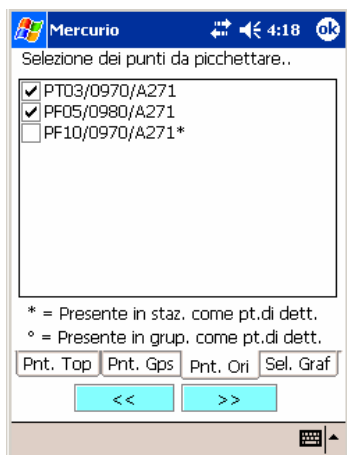 Mercurio 4:18 ok
Selezione dei punti da picchettare..
PT03/0970/A271
PF05/0980/A271
PF10/0970/A271*
* = Presente in staz. come pt.di dett.
° = Presente in grup. come pt.di dett.
Pnt. Top Pnt. Gps Pnt. Ori Sel. Graf
<< >>